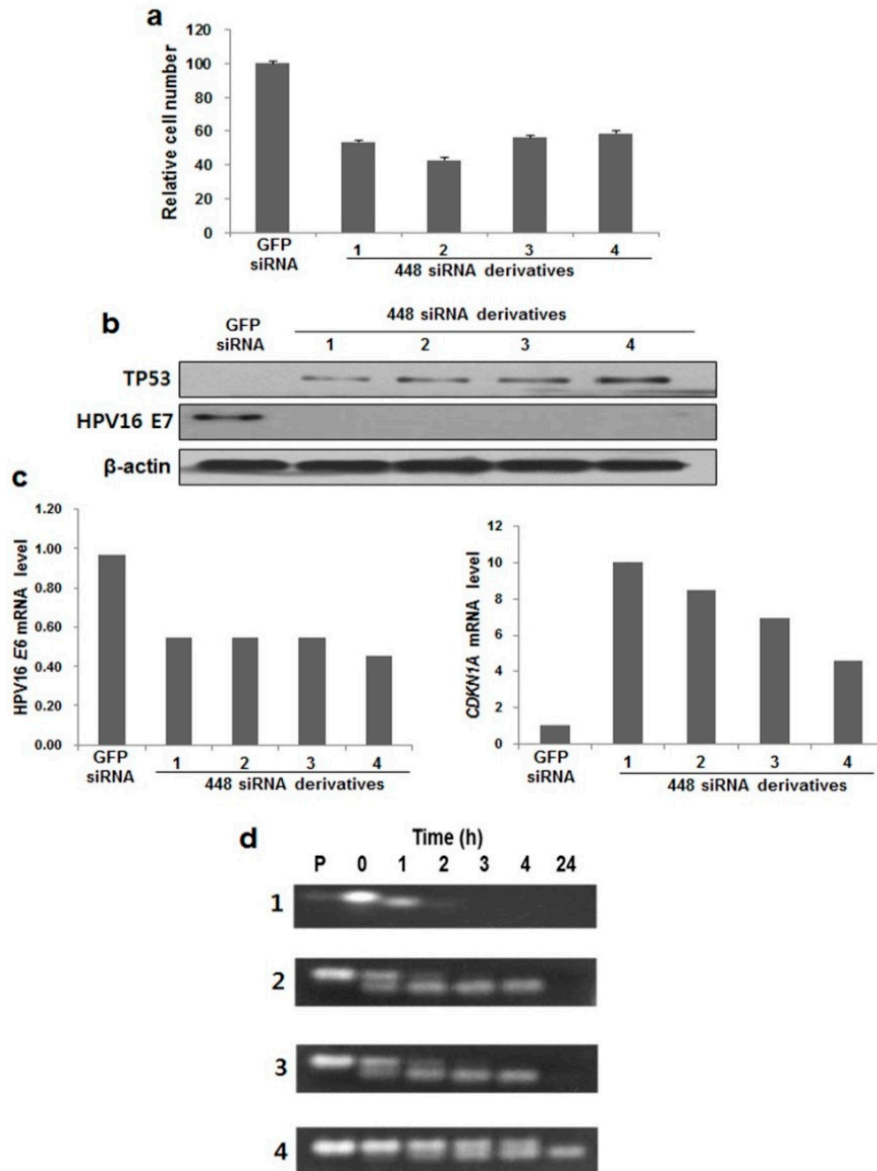 a
120
100
80
60
40
20
0
Relative cell number
GFP siRNA
1 2 3 4
448 siRNA derivatives
b
GFP siRNA
448 siRNA derivatives
1 2 3 4
TP53
HPV16 E7
β-actin
c
1.20
1.00
0.80
0.60
0.40
0.20
0.00
HPV16 E6 mRNA level
GFP siRNA
1 2 3 4
448 siRNA derivatives
12
10
8
6
4
2
0
CDKN1A mRNA level
GFP siRNA
1 2 3 4
448 siRNA derivatives
d
Time (h)
P 0 1 2 3 4 24
1
2
3
4